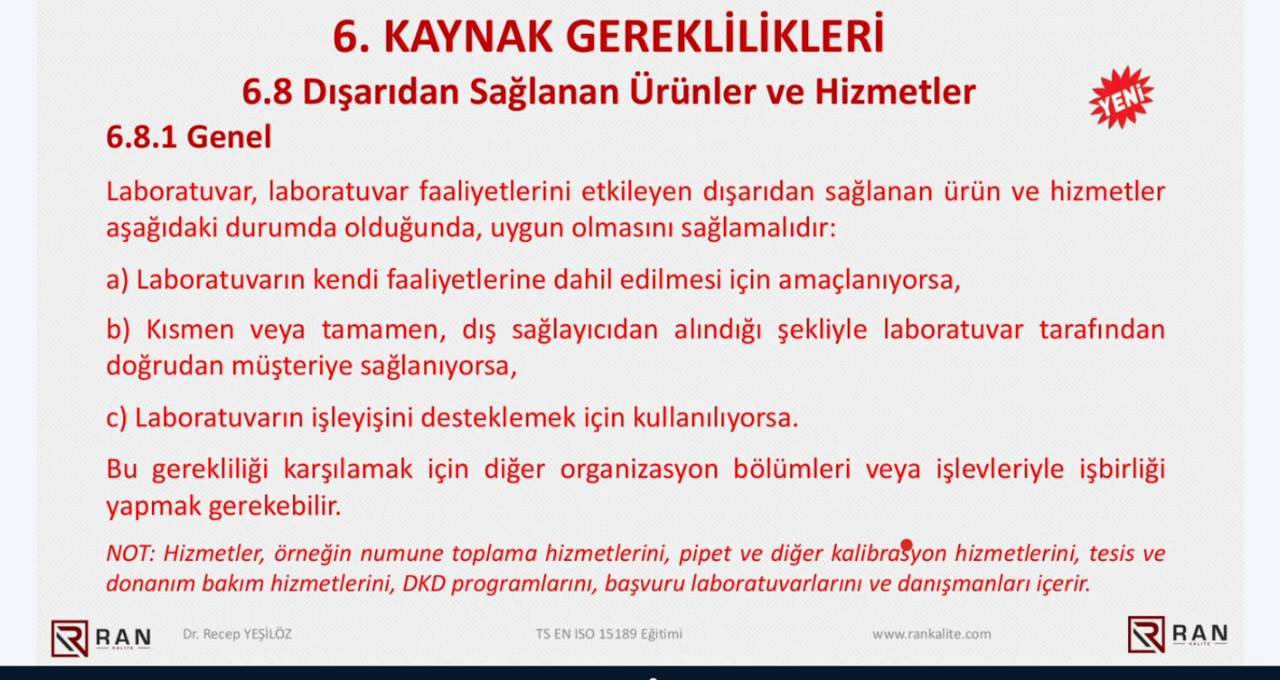 6. KAYNAK GEREKLİLİKLERİ
6.8 Dışarıdan Sağlanan Ürünler ve Hizmetler
YENİ
6.8.1 Genel
Laboratuvar, laboratuvar faaliyetlerini etkileyen dışarıdan sağlanan ürün ve hizmetler
aşağıdaki durumda olduğunda, uygun olmasını sağlamalıdır:
a) Laboratuvarın kendi faaliyetlerine dahil edilmesi için amaçlanıyorsa,
b) Kısmen veya tamamen, dış sağlayıcıdan alındığı şekliyle laboratuvar tarafından
doğrudan müşteriye sağlanıyorsa,
c) Laboratuvarın işleyişini desteklemek için kullanılıyorsa.
Bu gerekliliği karşılamak için diğer organizasyon bölümleri veya işlevleriyle işbirliği
yapmak gerekebilir.
NOT: Hizmetler, örneğin numune toplama hizmetlerini, pipet ve diğer kalibrasyon hizmetlerini, tesis ve
donanım bakım hizmetlerini, DKD programlarını, başvuru laboratuvarlarını ve danışmanları içerir.
RAN
KALİTE
Dr. Recep YEŞİLÖZ
TS EN ISO 15189 Eğitimi
www.rankalite.com
RAN
KALİTE